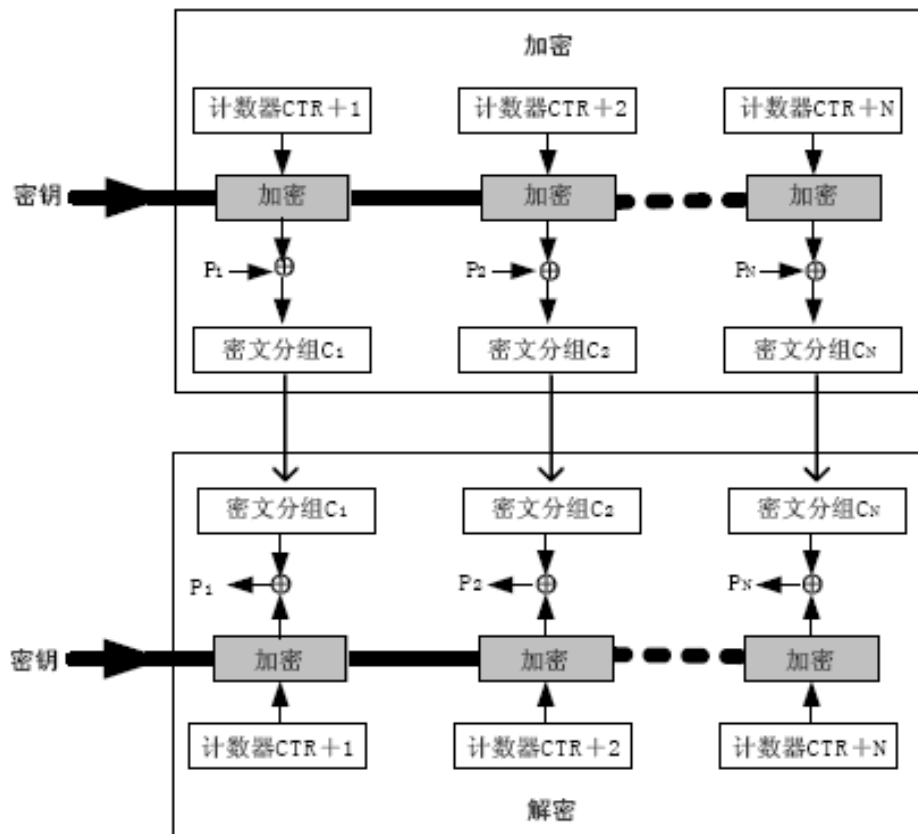 加密
计数器CTR＋1 计数器CTR＋2 计数器CTR＋N
密钥 加密 加密 加密
P₁ P₂ PN
密文分组C₁ 密文分组C₂ 密文分组CN
密文分组C₁ 密文分组C₂ 密文分组CN
P₁ P₂ PN
密钥 加密 加密 加密
计数器CTR＋1 计数器CTR＋2 计数器CTR＋N
解密